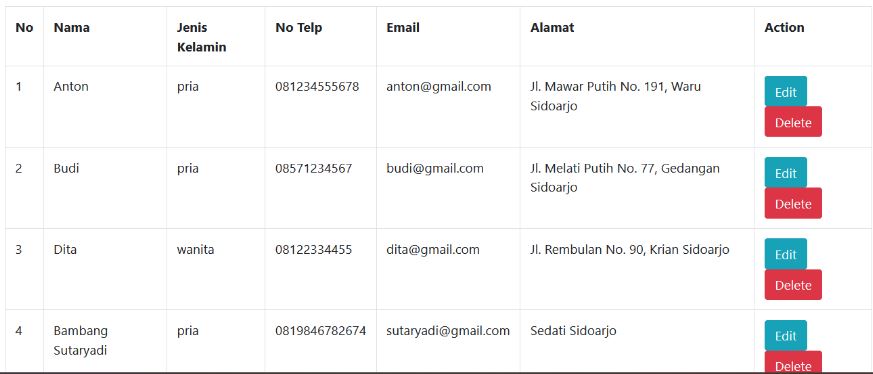 No Nama Jenis Kelamin No Telp Email Alamat Action
1 Anton pria 081234555678 anton@gmail.com Jl. Mawar Putih No. 191, Waru Sidoarjo Edit Delete
2 Budi pria 08571234567 budi@gmail.com Jl. Melati Putih No. 77, Gedangan Sidoarjo Edit Delete
3 Dita wanita 08122334455 dita@gmail.com Jl. Rembulan No. 90, Krian Sidoarjo Edit Delete
4 Bambang Sutaryadi pria 0819846782674 sutaryadi@gmail.com Sedati Sidoarjo Edit Delete